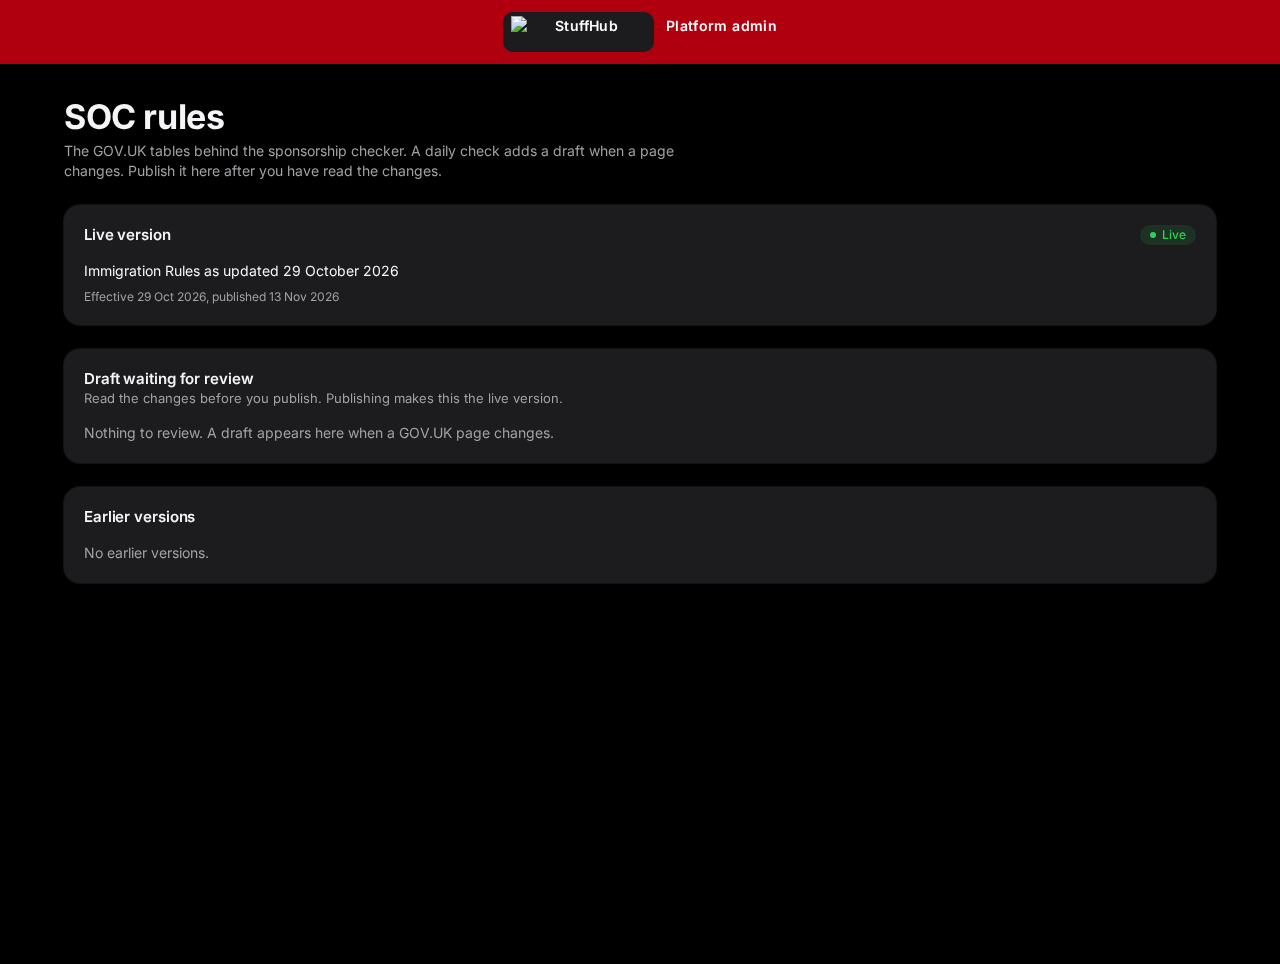 StuffHub
Platform admin
SOC rules
The GOV.UK tables behind the sponsorship checker. A daily check adds a draft when a page
changes. Publish it here after you have read the changes.
Live version
Live
Immigration Rules as updated 29 October 2026
Effective 29 Oct 2026, published 13 Nov 2026
Draft waiting for review
Read the changes before you publish. Publishing makes this the live version.
Nothing to review. A draft appears here when a GOV.UK page changes.
Earlier versions
No earlier versions.